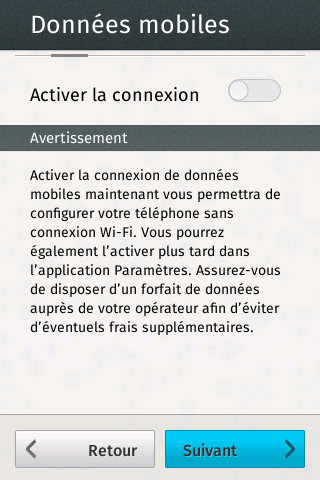 Données mobiles
Activer la connexion
Avertissement
Activer la connexion de données
mobiles maintenant vous permettra de
configurer votre téléphone sans
connexion Wi-Fi. Vous pourrez
également l’activer plus tard dans
l’application Paramètres. Assurez-vous
de disposer d’un forfait de données
auprès de votre opérateur afin d’éviter
d’éventuels frais supplémentaires.
Retour
Suivant